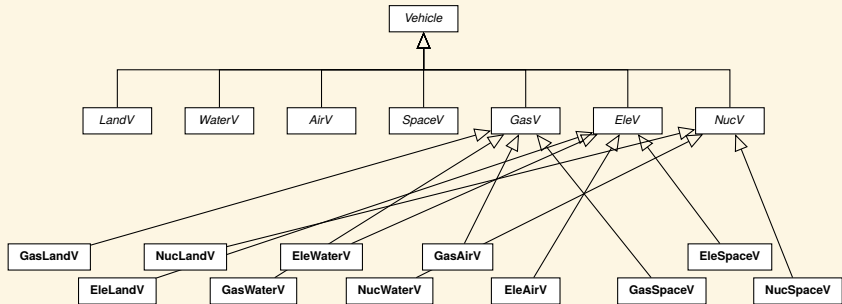 Vehicle
LandV WaterV AirV SpaceV GasV EleV NucV
GasLandV NucLandV EleWaterV GasAirV EleSpaceV
EleLandV GasWaterV NucWaterV EleAirV GasSpaceV NucSpaceV